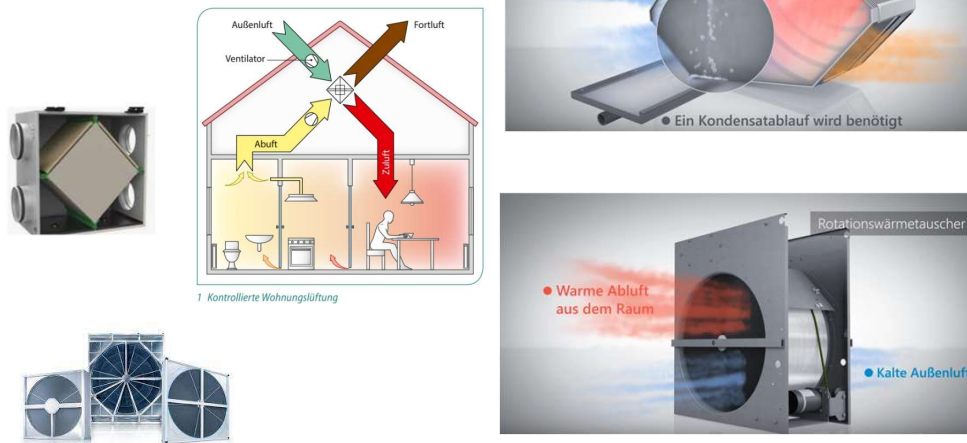 Außenluft
Fortluft
Ventilator
Abuft
Zuluft
1 Kontrollierte Wohnungslüftung
● Ein Kondensatablauf wird benötigt
Rotationswärmetauscher
● Warme Abluft
aus dem Raum
● Kalte Außenluft